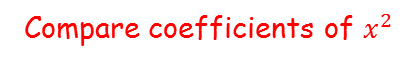 Compare coefficients of x²